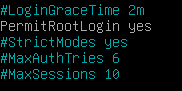 #LoginGraceTime 2m
PermitRootLogin yes
#StrictModes yes
#MaxAuthTries 6
#MaxSessions 10